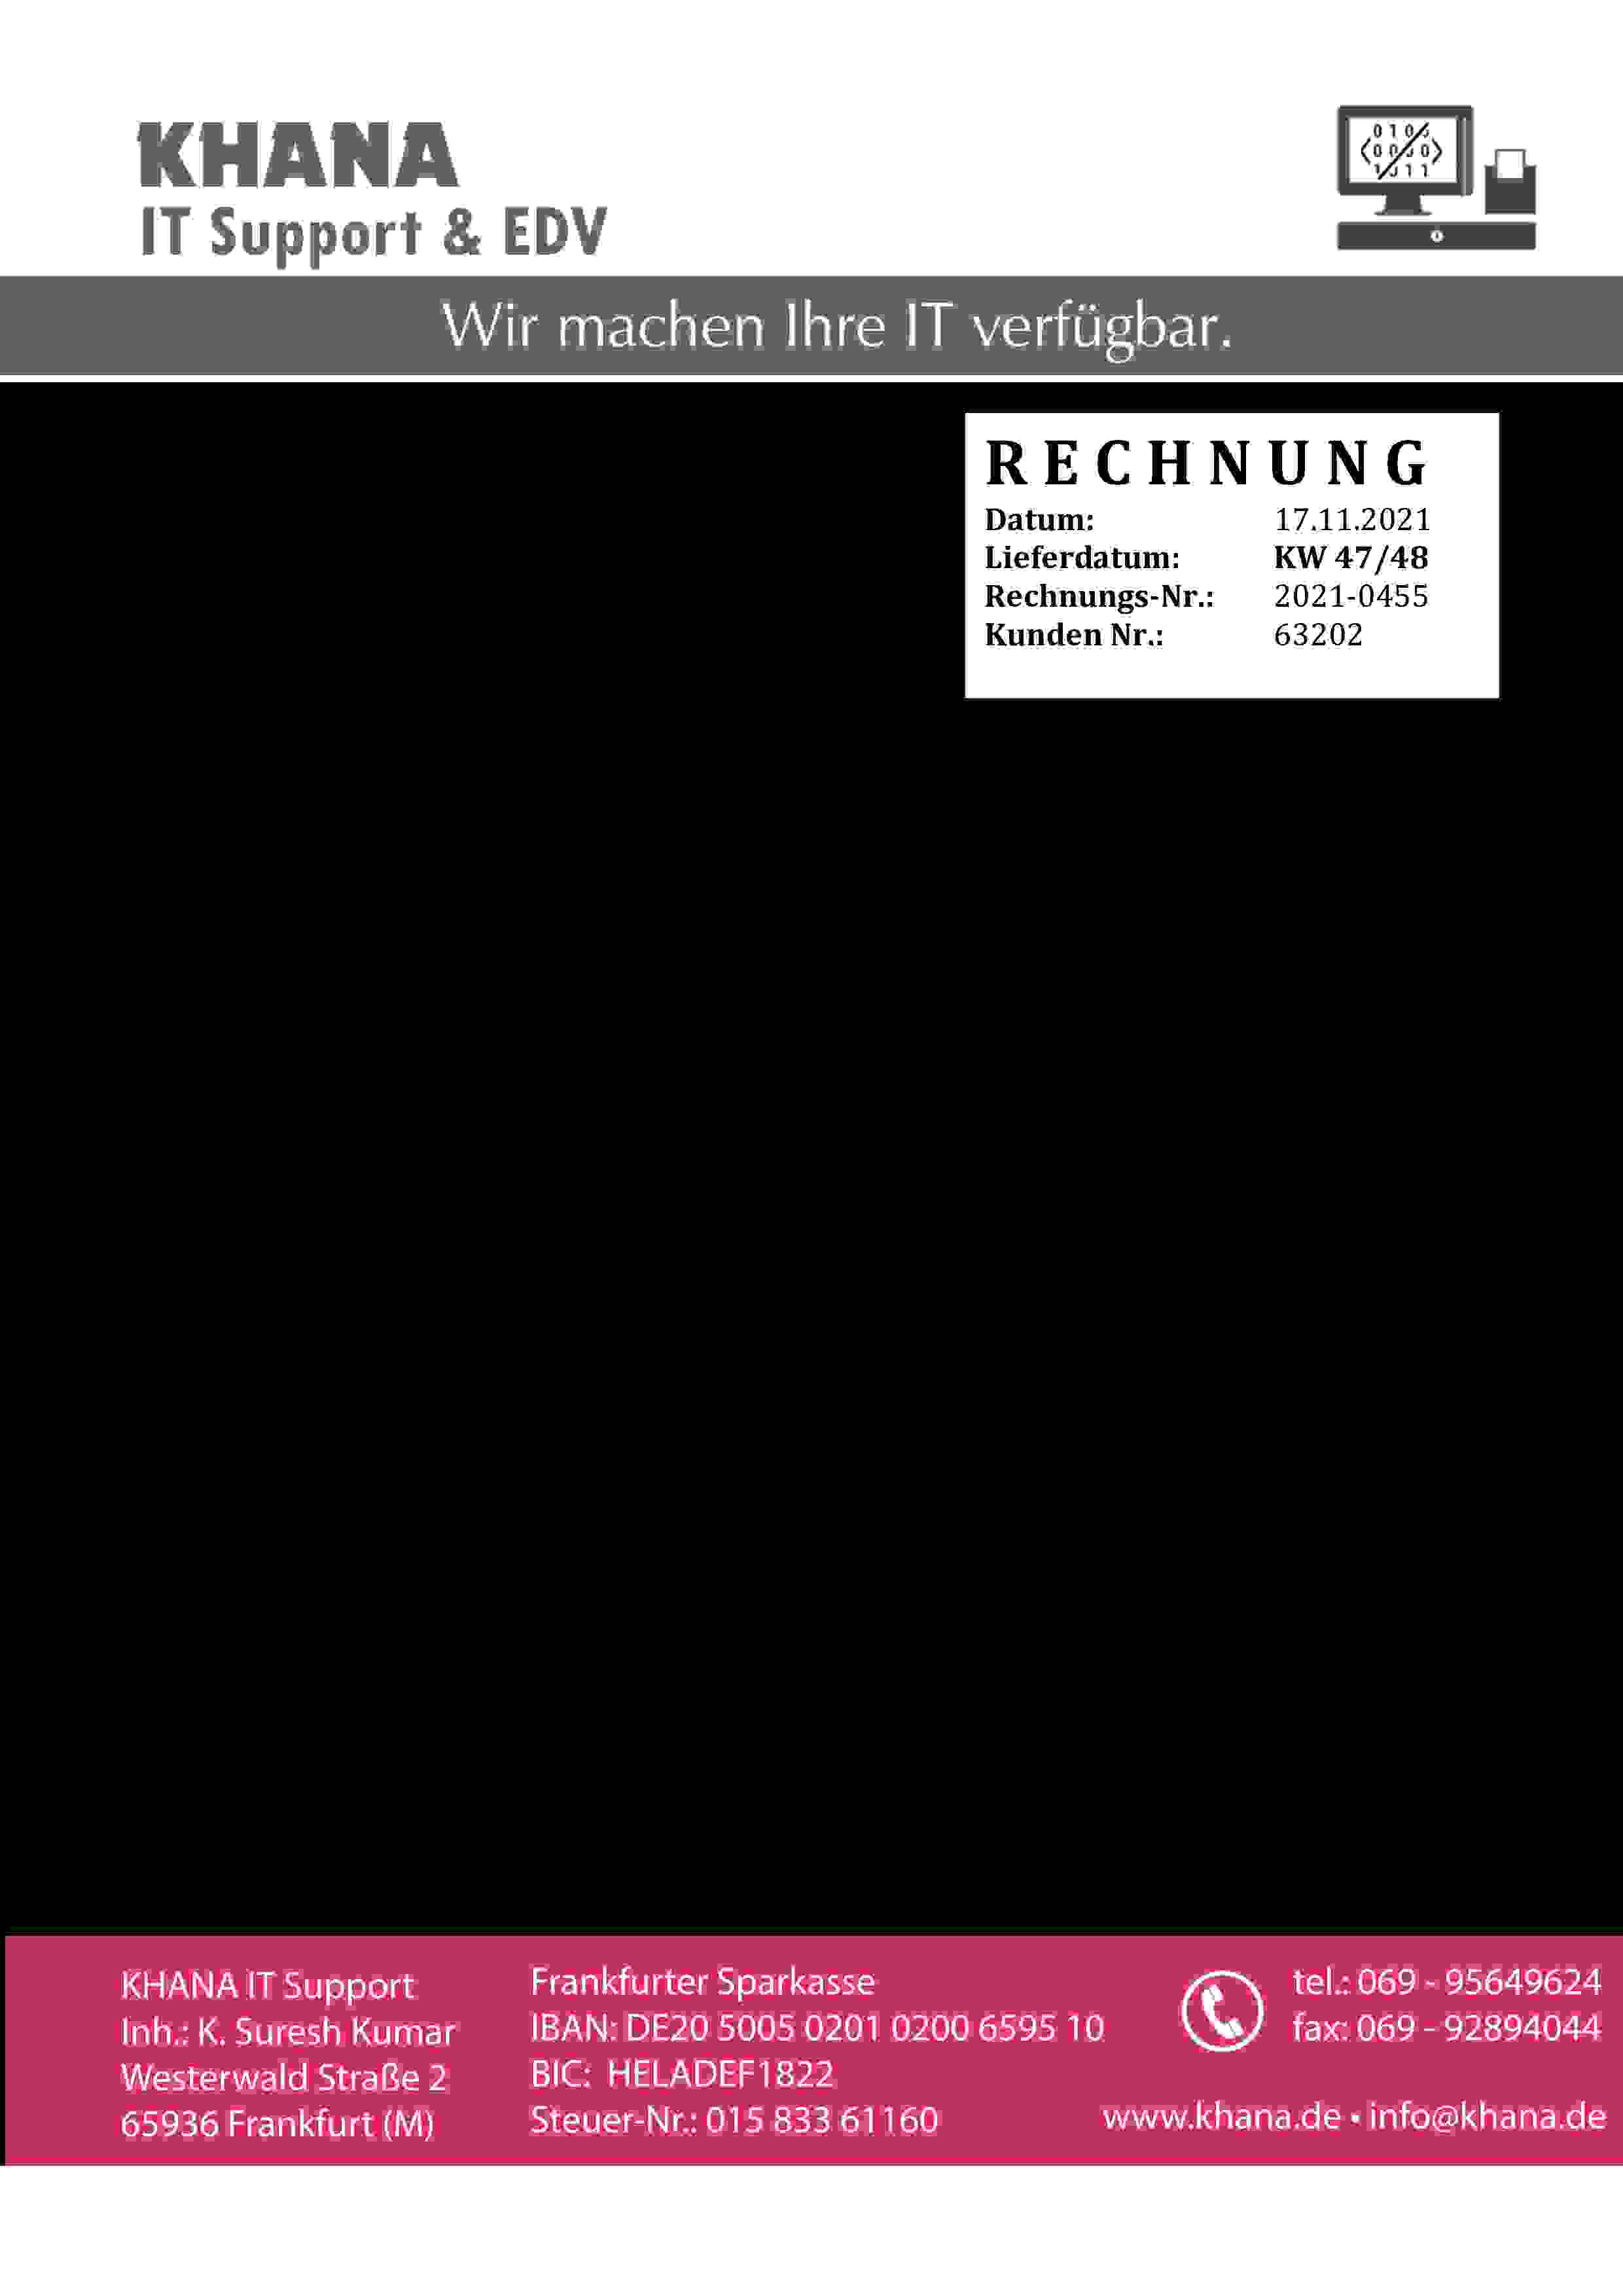 KHANA
IT Support & EDV
Wir machen Ihre IT verfügbar.
RECHNUNG
Datum: 17.11.2021
Lieferdatum: KW 47/48
Rechnungs-Nr.: 2021-0455
Kunden Nr.: 63202
KHANA IT Support
Inh.: K. Suresh Kumar
Westerwald Straße 2
65936 Frankfurt (M)
Frankfurter Sparkasse
IBAN: DE20 5005 0201 0200 6595 10
BIC: HELADEF1822
Steuer-Nr.: 015 833 61160
tel.: 069 - 95649624
fax: 069 - 92894044
www.khana.de ▪ info@khana.de